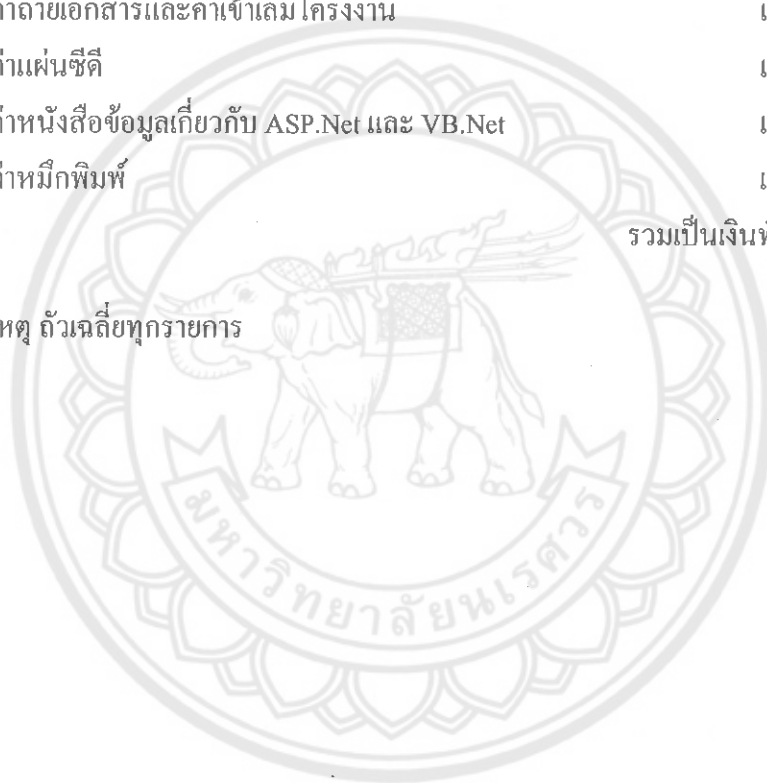 ค่าถ่ายเอกสารและค่าเข้าเล่มโครงงาน
ค่าแผ่นซีดี
ค่าหนังสือข้อมูลเกี่ยวกับ ASP.Net และ VB.Net
ค่าหมึกพิมพ์
รวมเป็นเงิน
หตุ ถัวเฉลี่ยทุกรายการ
มหาวิทยาลัยนเรศวร